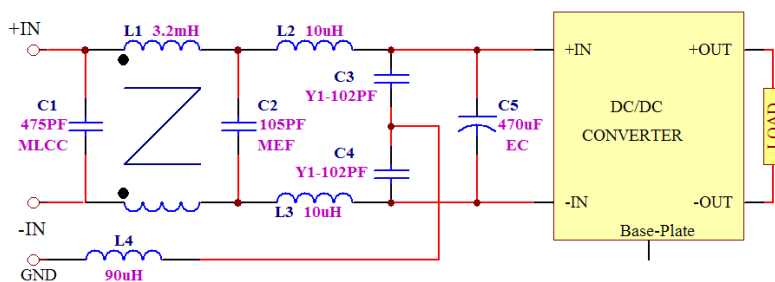 +IN
L1 3.2mH
L2 10uH
C1
475PF
MLCC
C2
105PF
MEF
C3
Y1-102PF
C4
Y1-102PF
C5
470uF
EC
L3 10uH
-IN
L4
90uH
GND
+IN
+OUT
DC/DC
CONVERTER
-IN
-OUT
Base-Plate
LOAD